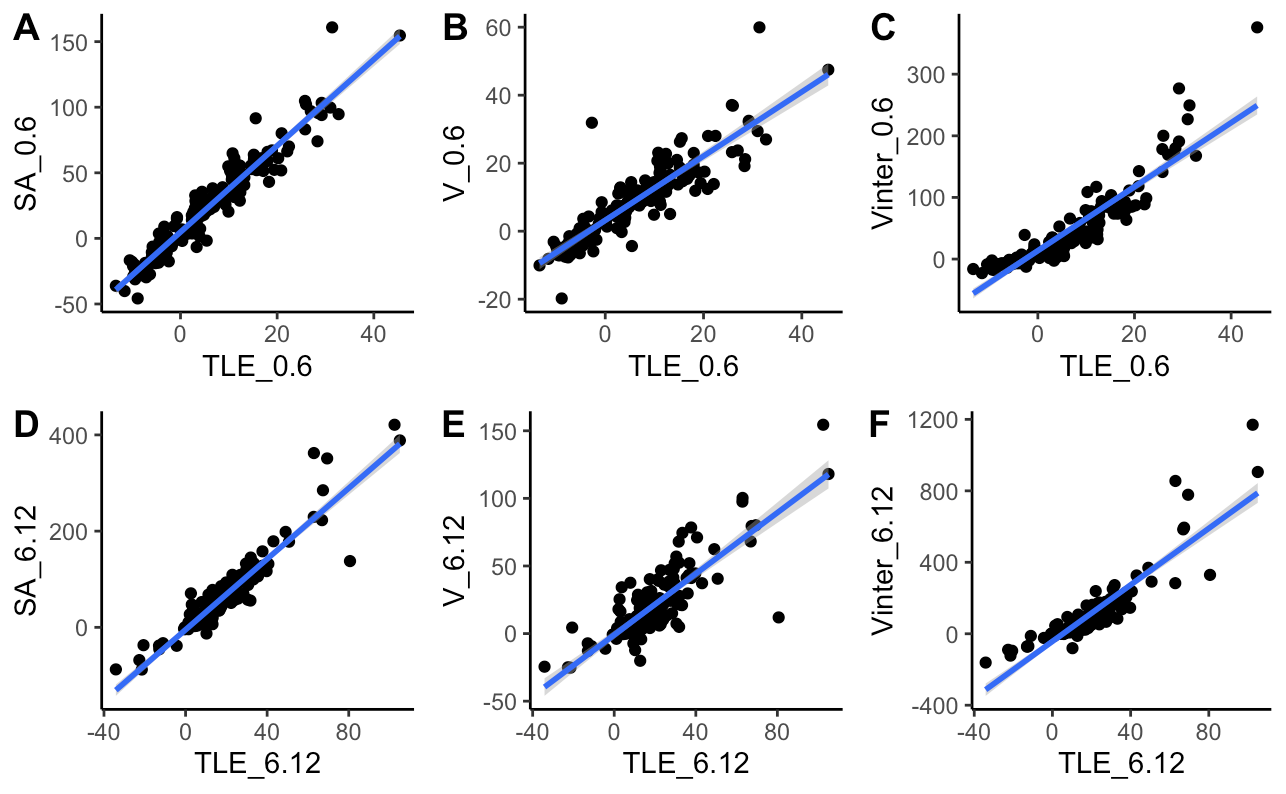 A
SA_0.6
150
100
50
0
-50
0 20 40
TLE_0.6
B
V_0.6
60
40
20
0
-20
0 20 40
TLE_0.6
C
Vinter_0.6
300
200
100
0
0 20 40
TLE_0.6
D
SA_6.12
400
200
0
-40 0 40 80
TLE_6.12
E
V_6.12
150
100
50
0
-50
-40 0 40 80
TLE_6.12
F
Vinter_6.12
1200
800
400
0
-400
-40 0 40 80
TLE_6.12